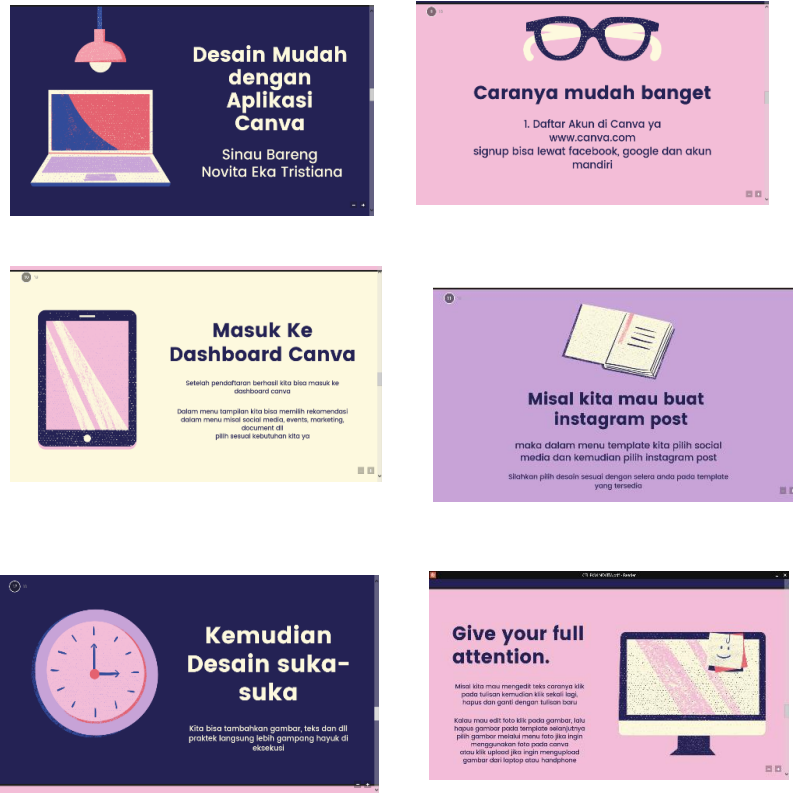 Desain Mudah
dengan
Aplikasi
Canva
Sinau Bareng
Novita Eka Tristiana
Caranya mudah banget
1. Daftar Akun di Canva ya
www.canva.com
signup bisa lewat facebook, google dan akun
mandiri
Masuk Ke
Dashboard Canva
Setelah pendaftaran berhasil kita bisa masuk ke
dashboard canva
Dalam menu tampilan kita bisa memilih rekomendasi
dalam menu misal social media, events, marketing,
document dll
pilih sesuai kebutuhan kita ya
Misal kita mau buat
instagram post
maka dalam menu template kita pilih social
media dan kemudian pilih instagram post
Silahkan pilih desain sesuai dengan selera anda pada template
yang tersedia
Kemudian
Desain suka-
suka
Kita bisa tambahkan gambar, teks dan dll
praktek langsung lebih gampang hayuk di
eksekusi
Give your full
attention.
Misal kita mau mengedit teks caranya klik
pada tulisan kemudian klik sekali lagi,
hapus dan ganti dengan tulisan baru
Kalau mau edit foto klik pada gambar, lalu
hapus gambar pada template selanjutnya
pilih gambar melalui menu foto jika ingin
menggunakan foto pada canva
atau klik upload jika ingin mengupload
gambar dari laptop atau handphone